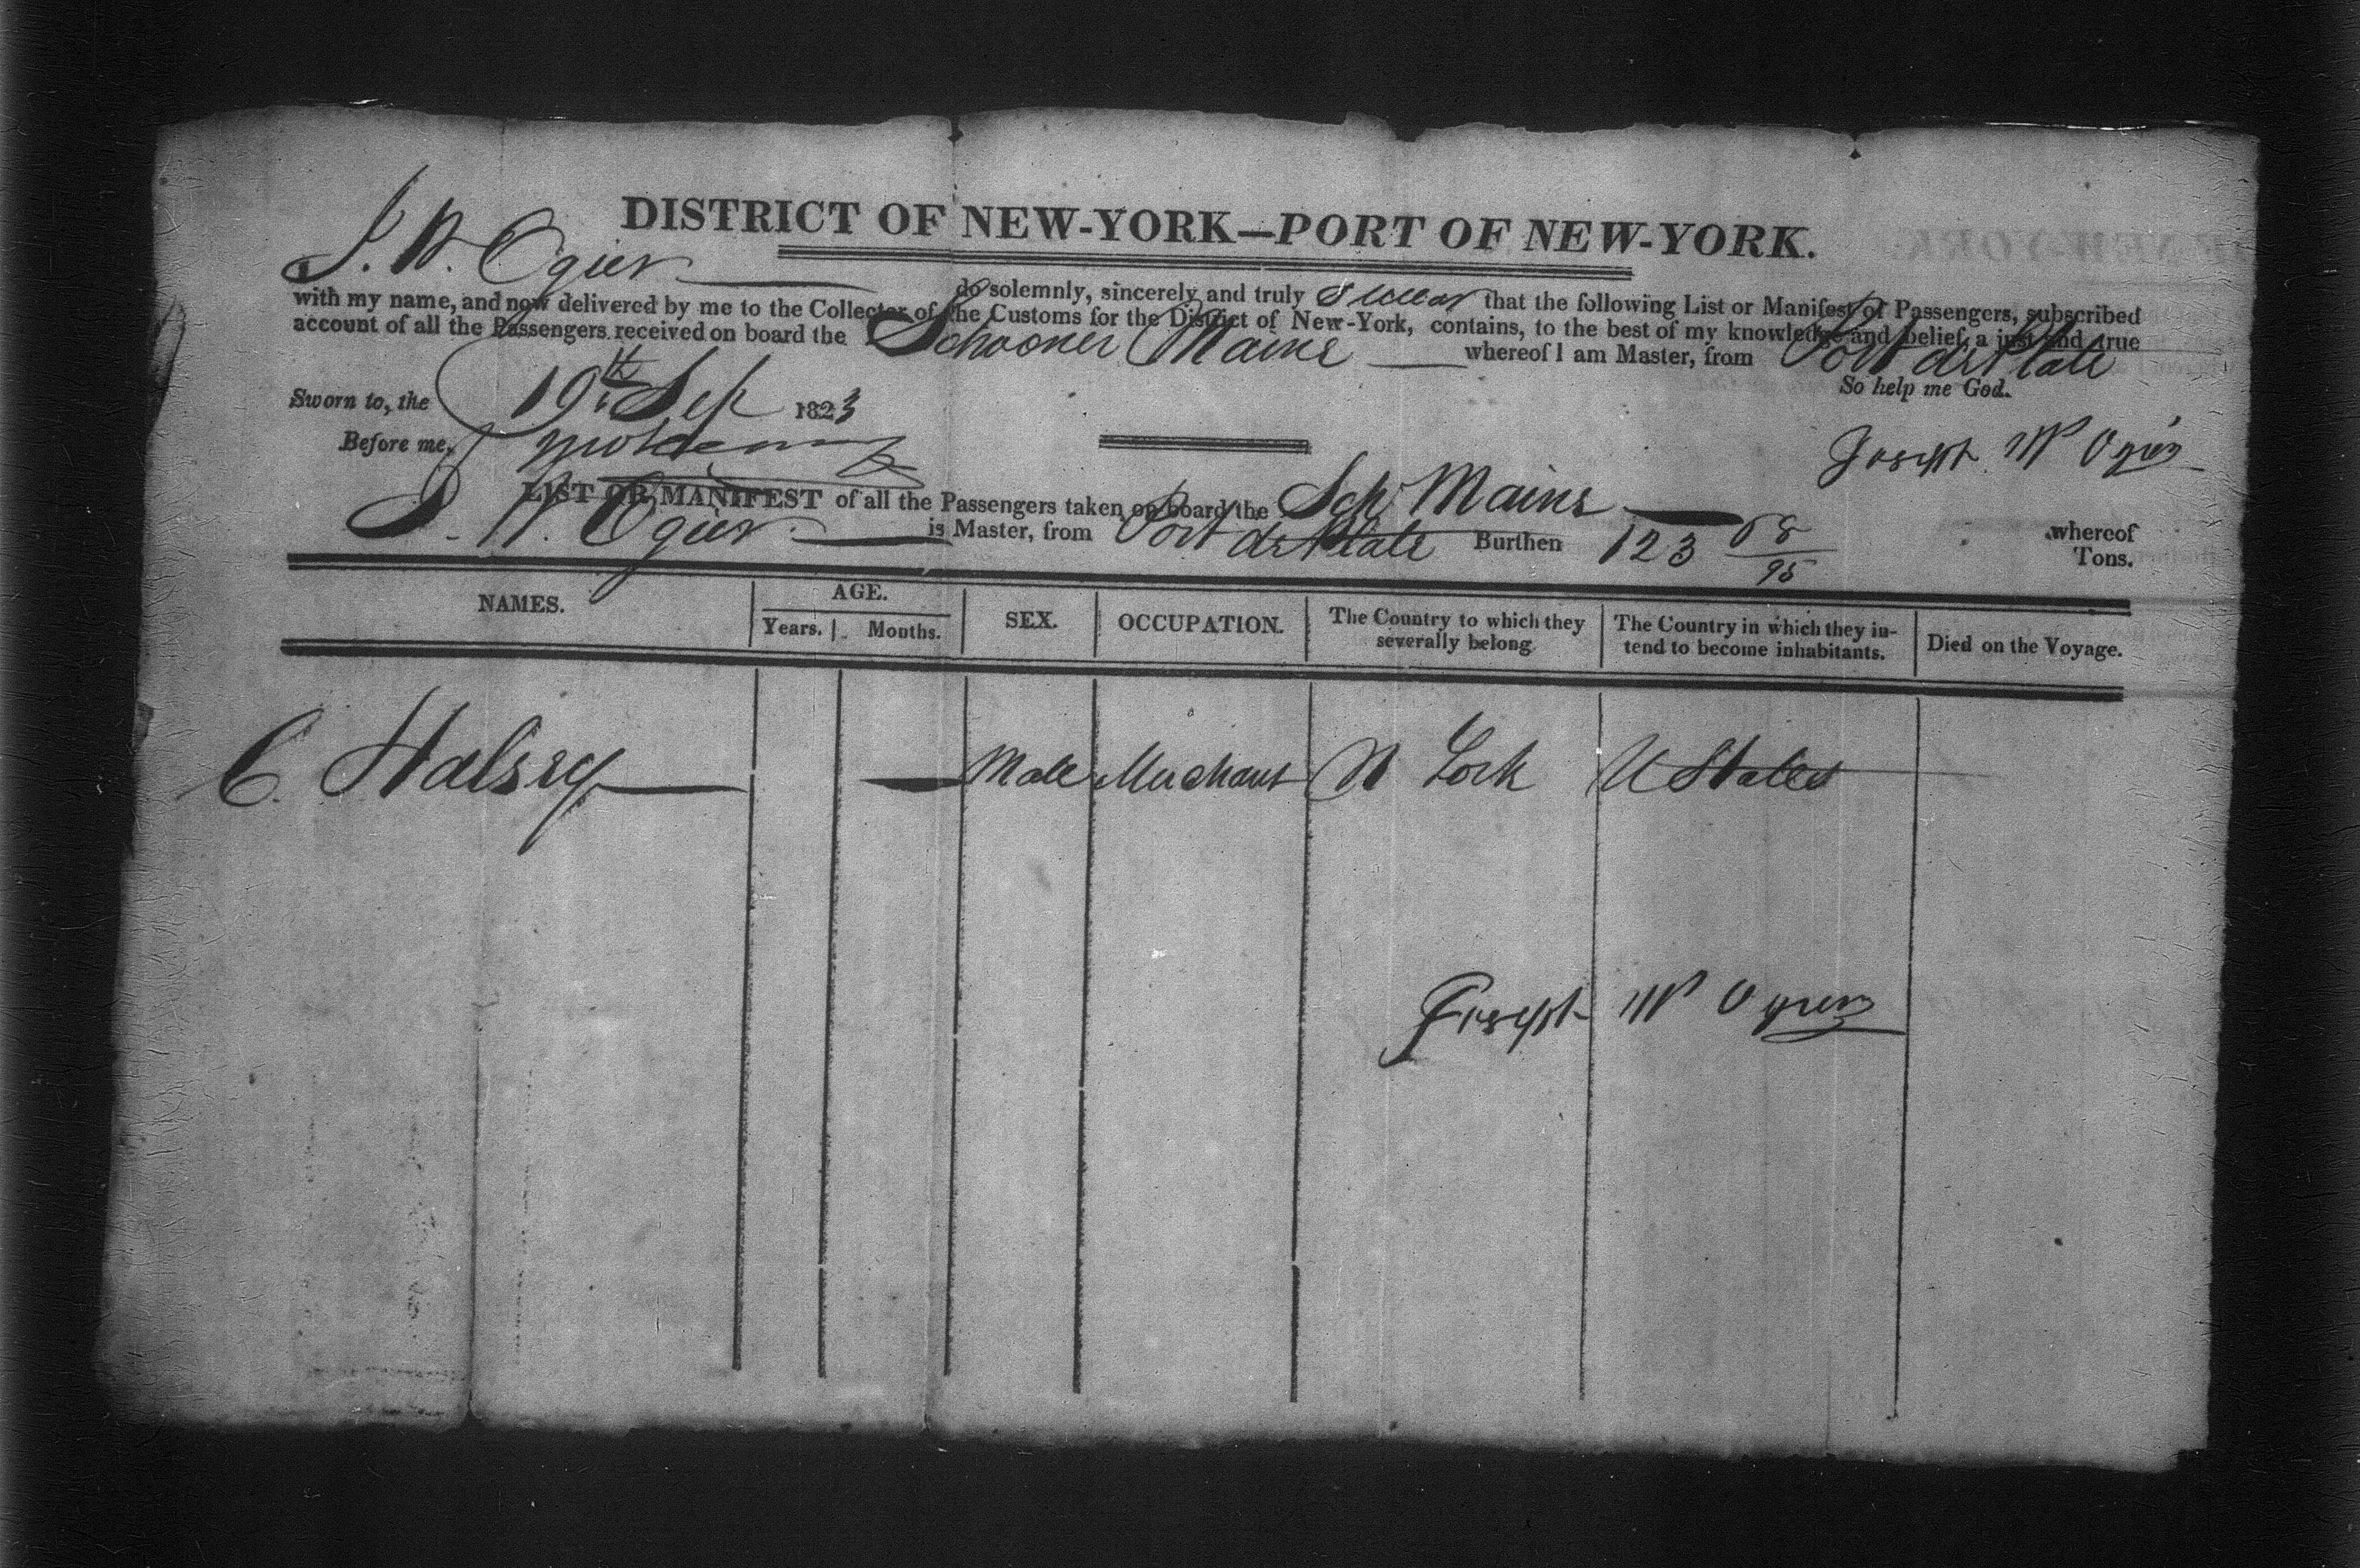 DISTRICT OF NEW-YORK—PORT OF NEW-YORK.
J. W. Ogier do solemnly, sincerely and truly swear that the following List or Manifest of Passengers, subscribed
with my name, and now delivered by me to the Collector of the Customs for the District of New-York, contains, to the best of my knowledge and belief, a just and true
account of all the Passengers received on board the Schooner Maine whereof I am Master, from Port de Plate
So help me God.
Sworn to, the 19th Sep 1823
Before me,
Joseph W Ogier
LIST OR MANIFEST of all the Passengers taken on board the Sch Maine whereof
J. W. Ogier is Master, from Port de Plate Burthen 123 68/95 Tons.
NAMES. AGE. SEX. OCCUPATION. The Country to which they severally belong. The Country in which they intend to become inhabitants. Died on the Voyage.
Years. Months.
C. Halsey Male Merchant N York U States
Joseph W Ogier